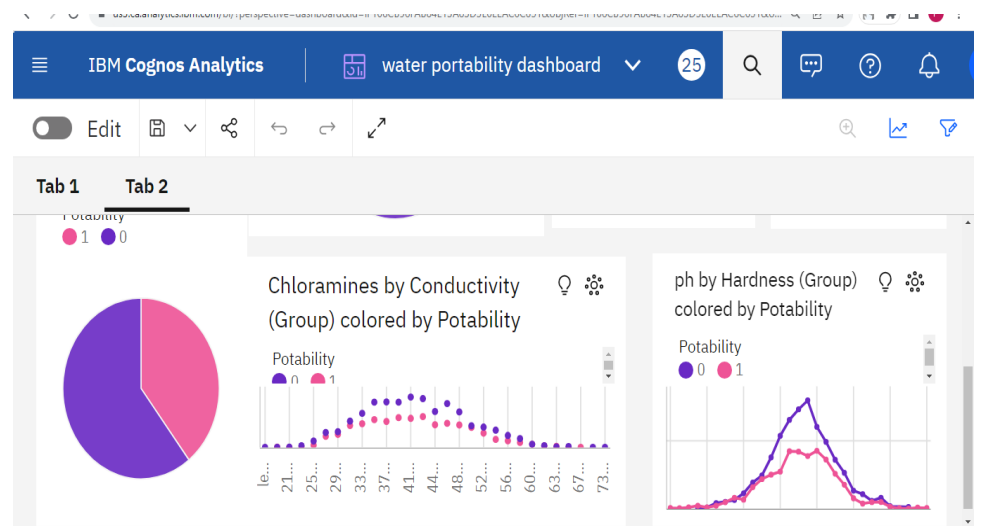 IBM Cognos Analytics
water portability dashboard
25
Edit
Tab 1
Tab 2
Potability
1 0
Chloramines by Conductivity
(Group) colored by Potability
Potability
0 1
le...
21...
25...
29...
33...
37...
41...
44...
48...
52...
56...
60...
63...
67...
73...
ph by Hardness (Group)
colored by Potability
Potability
0 1